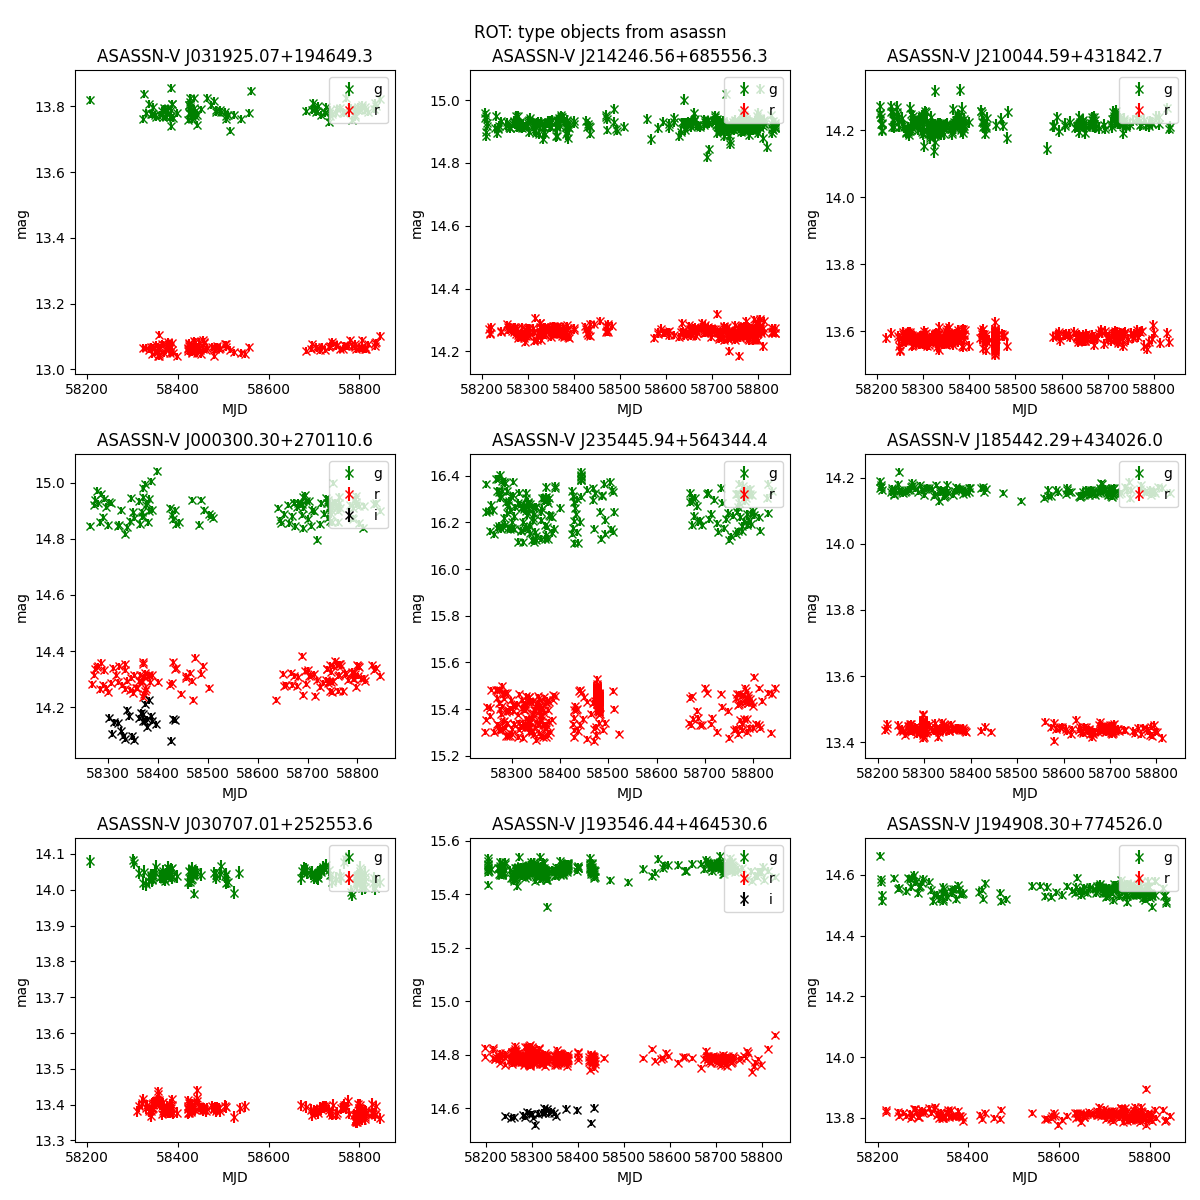 ROT: type objects from asassn
ASASSN-V J031925.07+194649.3
ASASSN-V J214246.56+685556.3
ASASSN-V J210044.59+431842.7
mag
13.8
13.6
13.4
13.2
13.0
g
r
58200 58400 58600 58800
MJD
mag
15.0
14.8
14.6
14.4
14.2
g
r
58200 58300 58400 58500 58600 58700 58800
MJD
mag
14.2
14.0
13.8
13.6
g
r
58200 58300 58400 58500 58600 58700 58800
MJD
ASASSN-V J000300.30+270110.6
ASASSN-V J235445.94+564344.4
ASASSN-V J185442.29+434026.0
mag
15.0
14.8
14.6
14.4
14.2
g
r
i
58300 58400 58500 58600 58700 58800
MJD
mag
16.4
16.2
16.0
15.8
15.6
15.4
15.2
g
r
58300 58400 58500 58600 58700 58800
MJD
mag
14.2
14.0
13.8
13.6
13.4
g
r
58200 58300 58400 58500 58600 58700 58800
MJD
ASASSN-V J030707.01+252553.6
ASASSN-V J193546.44+464530.6
ASASSN-V J194908.30+774526.0
mag
14.1
14.0
13.9
13.8
13.7
13.6
13.5
13.4
13.3
g
r
58200 58400 58600 58800
MJD
mag
15.6
15.4
15.2
15.0
14.8
14.6
g
r
i
58200 58300 58400 58500 58600 58700 58800
MJD
mag
14.6
14.4
14.2
14.0
13.8
g
r
58200 58400 58600 58800
MJD